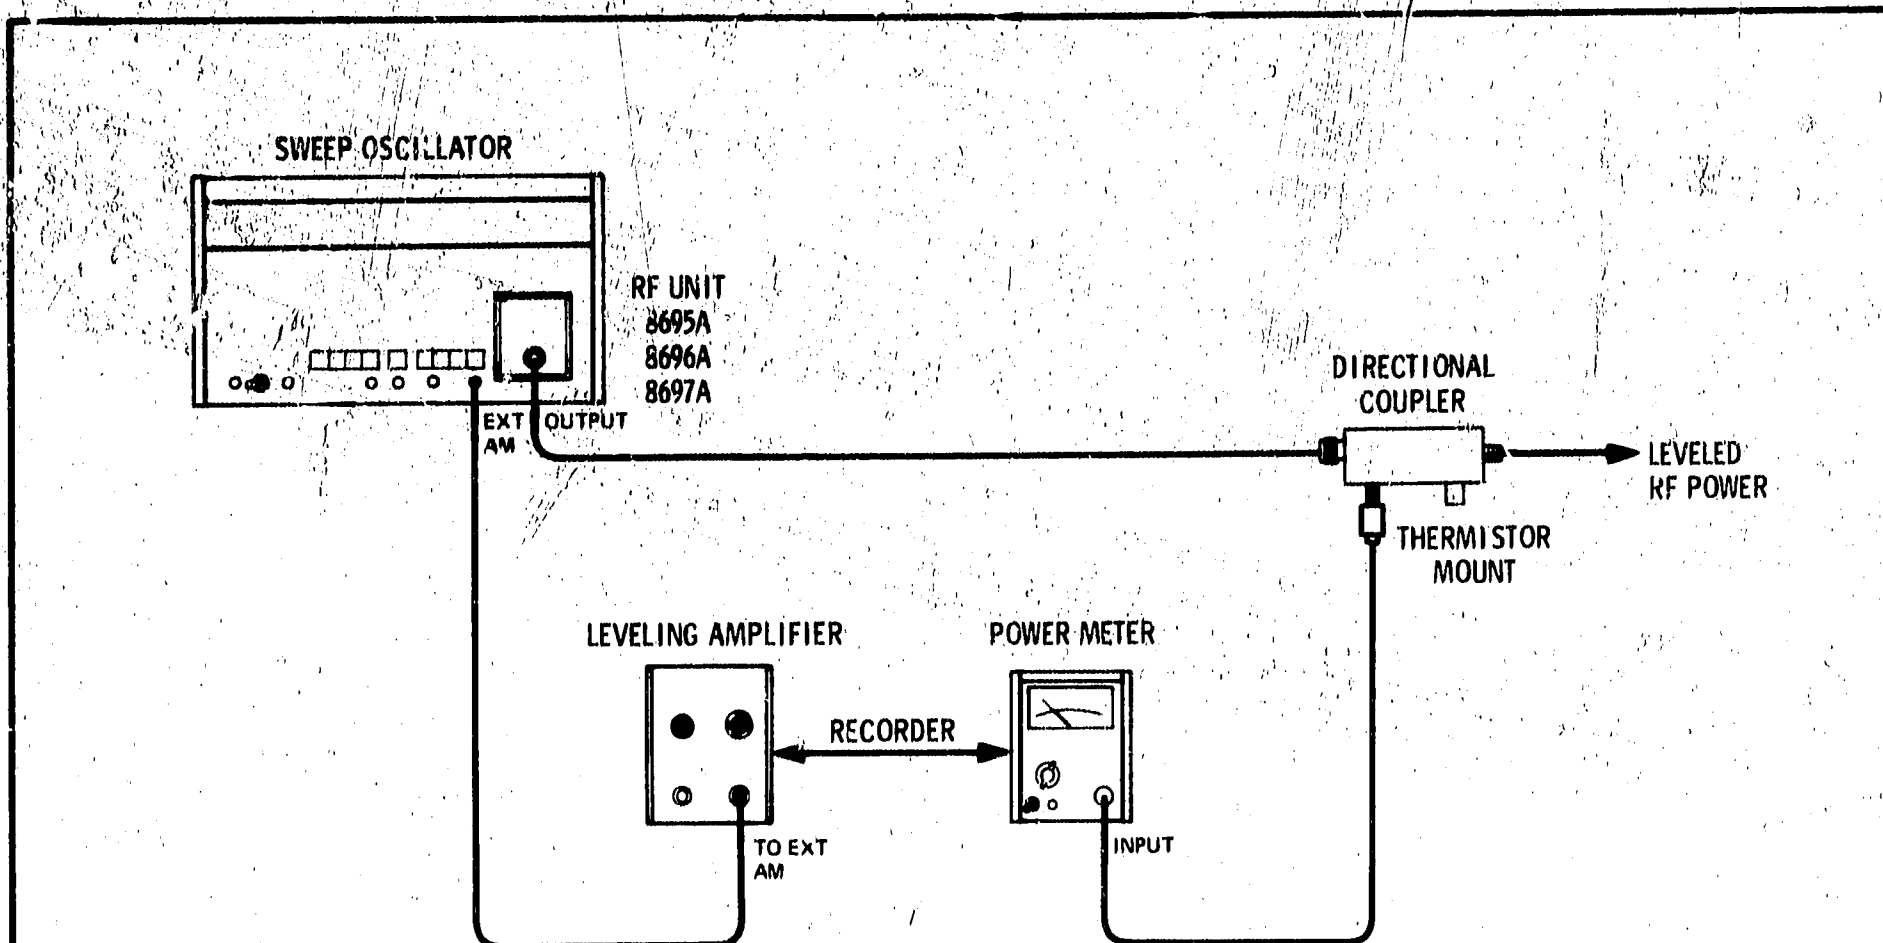 SWEEP OSCILLATOR
RF UNIT
8695A
8696A
8697A
EXT
AM
OUTPUT
DIRECTIONAL
COUPLER
LEVELED
RF POWER
THERMISTOR
MOUNT
LEVELING AMPLIFIER
POWER METER
RECORDER
TO EXT
AM
INPUT